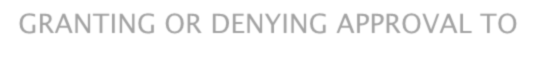 GRANTING OR DENYING APPROVAL TO